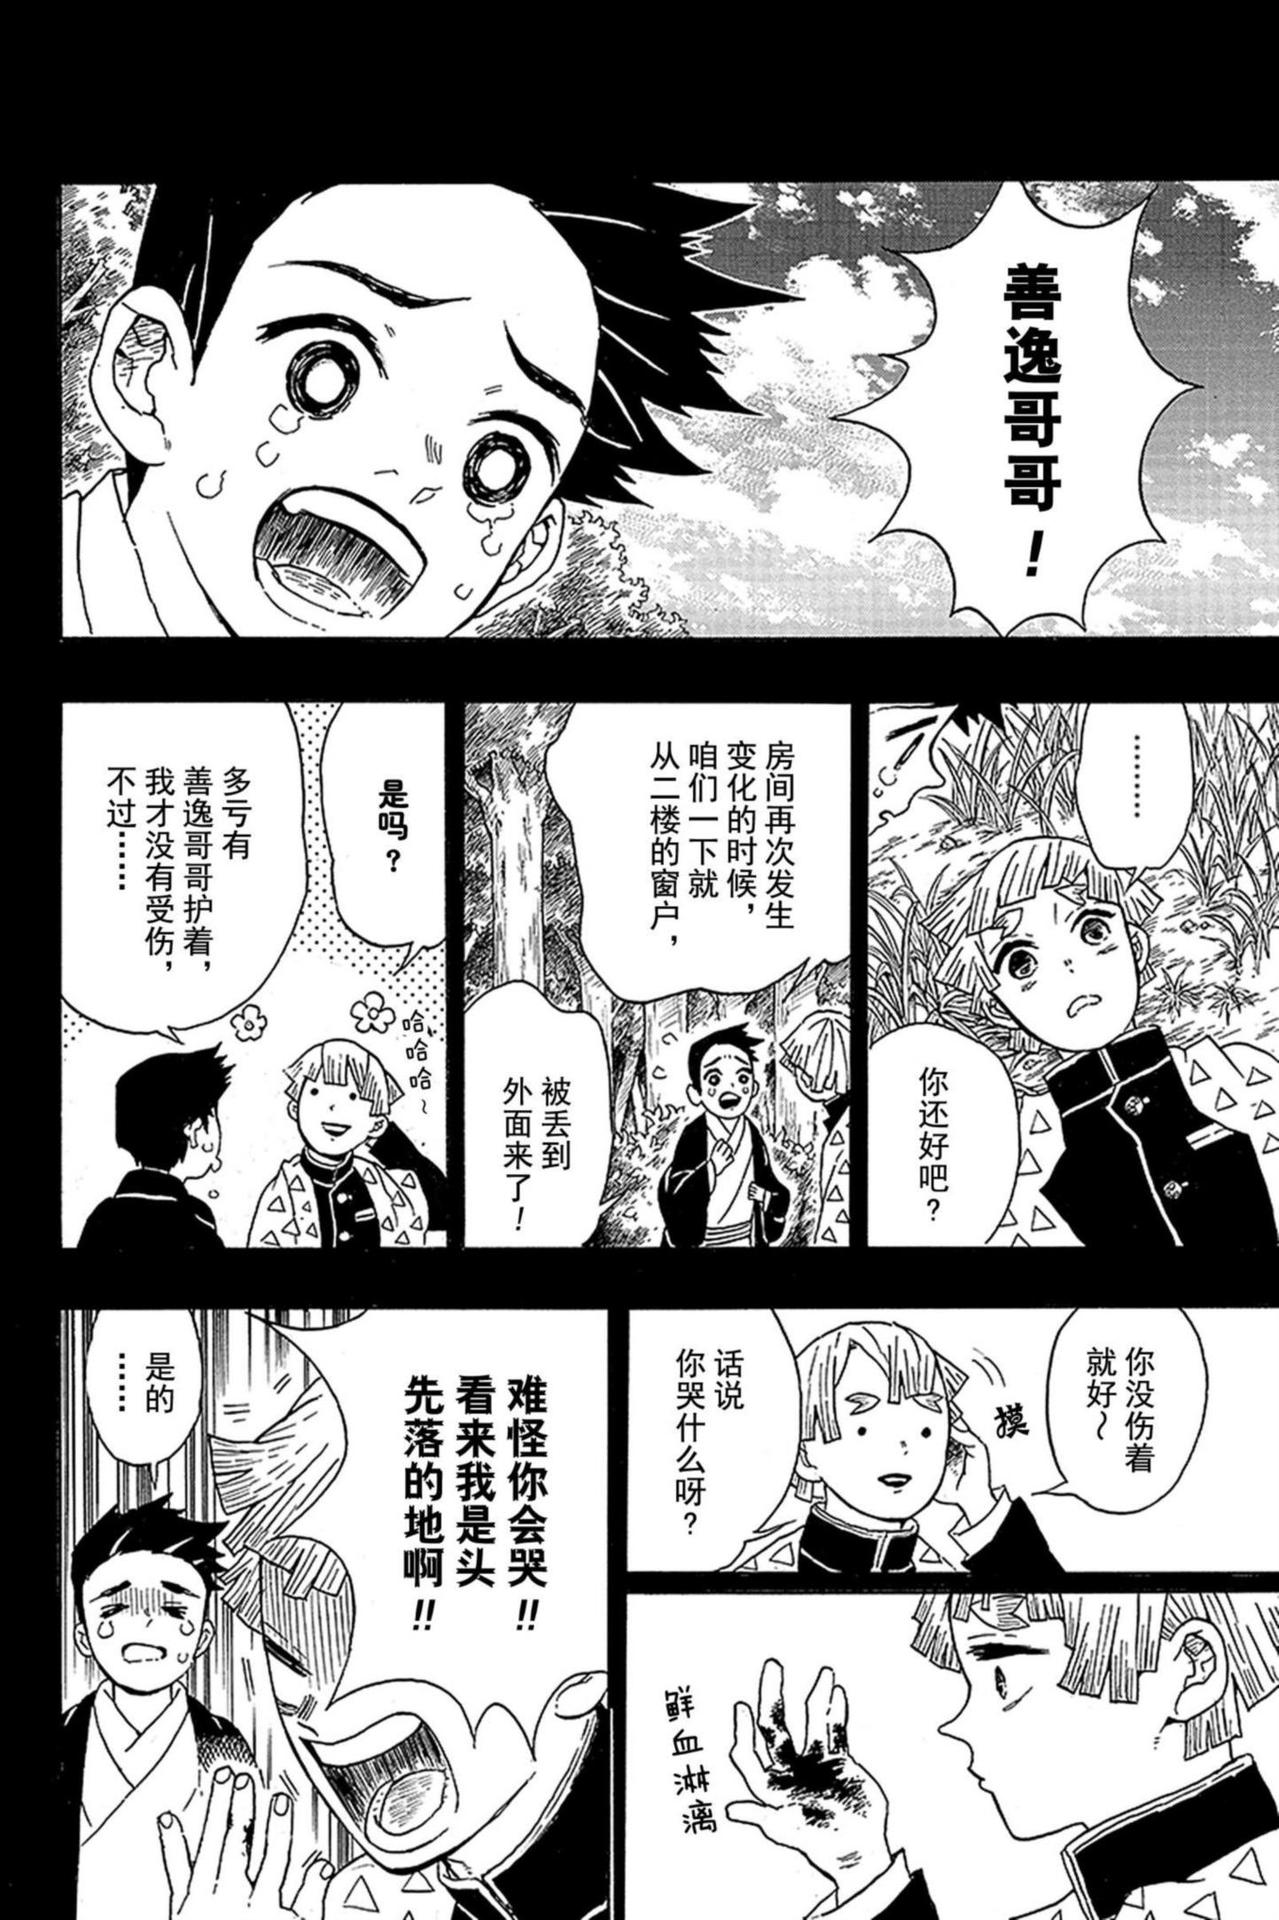 善逸哥哥！
………
你还好吧？
房间再次发生
变化的时候，
咱们一下就
从二楼的窗户，
被丢到
外面来了！
是吗？
多亏有
善逸哥哥护着，
我才没有受伤，
不过……
哈哈哈~
你没伤着
就好~
摸
话说
你哭什么呀？
鲜血淋漓
难怪你会哭!!
看来我是头
先落的地啊!!
是的
……